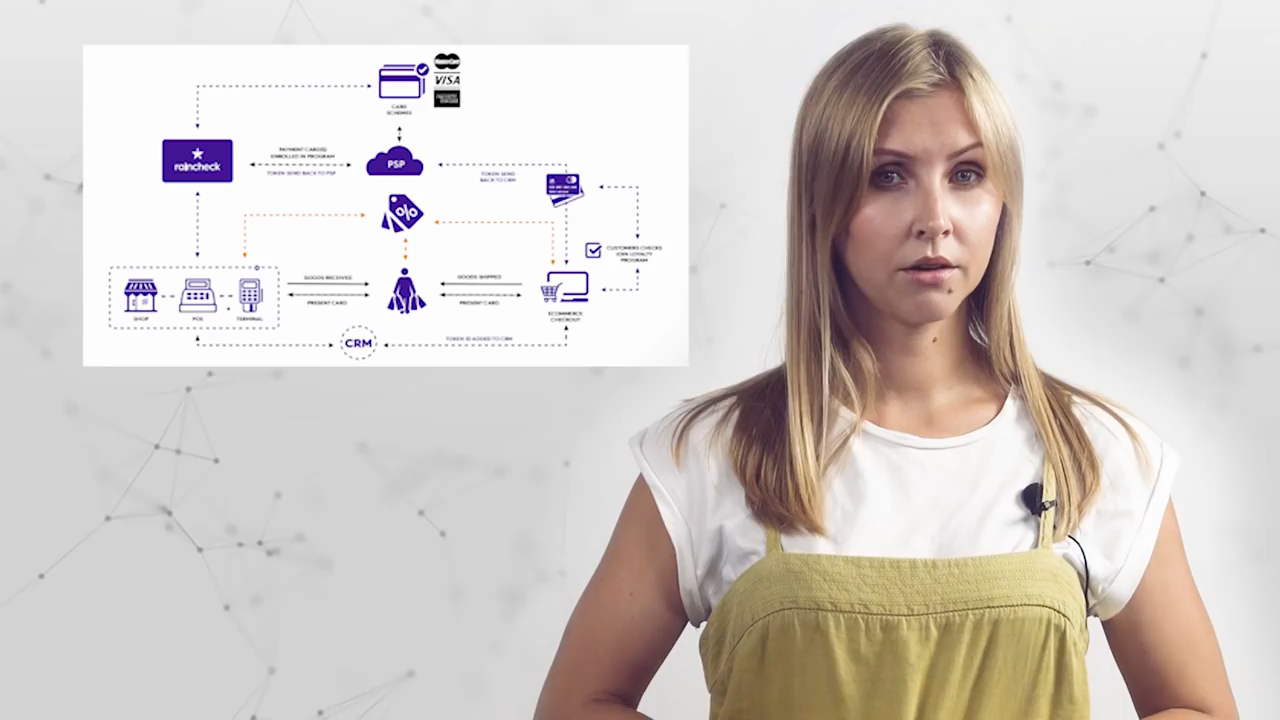 MasterCard
VISA
CARD
SCHEMES
PAYMENT CARD(S)
ENROLLED IN PROGRAM
raincheck
PSP
TOKEN SEND BACK TO PSP
TOKEN SEND
BACK TO CRM
%
CUSTOMERS CHECKS
JOIN LOYALTY
PROGRAM
GOODS RECEIVED
GOODS SHIPPED
PRESENT CARD
PRESENT CARD
SHOP
POS
TERMINAL
ECOMMERCE
CHECKOUT
CRM
TOKEN ID ADDED TO CRM